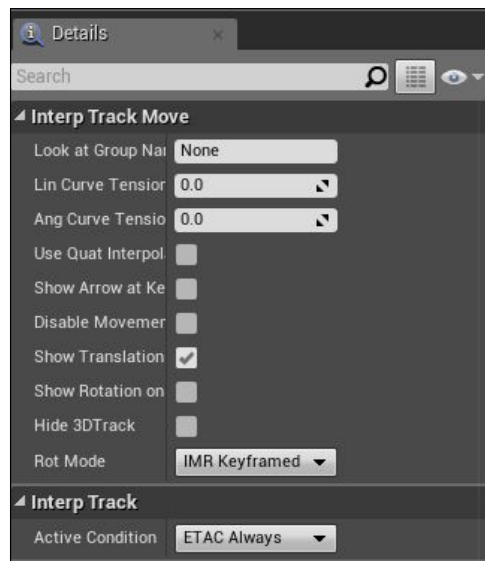 Details
Search
Interp Track Move
Look at Group Nar None
Lin Curve Tension 0.0
Ang Curve Tensio 0.0
Use Quat Interpol
Show Arrow at Ke
Disable Movemer
Show Translation
Show Rotation on
Hide 3DTrack
Rot Mode IMR Keyframed
Interp Track
Active Condition ETAC Always